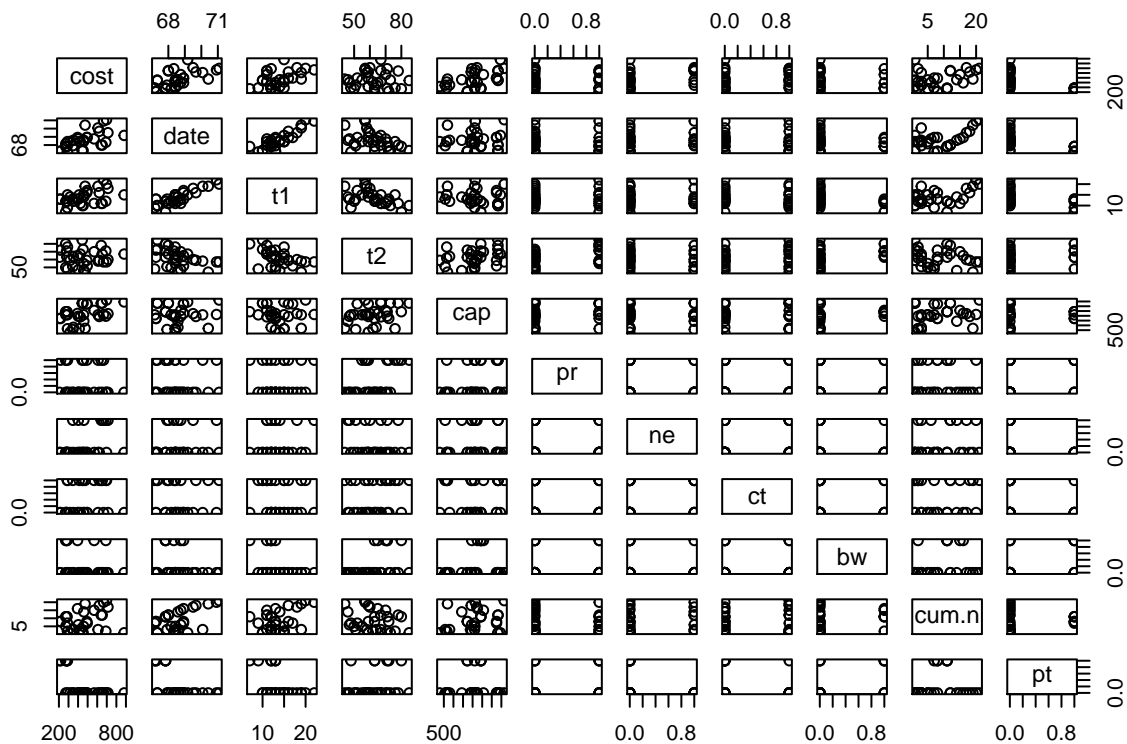 68 71 50 80 0.0 0.8 0.0 0.8 5 20
cost 200
68 date
t1 10
50 t2
cap 500
0.0 pr
ne 0.0
0.0 ct
bw 0.0
5 cum.n
pt 0.0
200 800 10 20 500 0.0 0.8 0.0 0.8 0.0 0.8